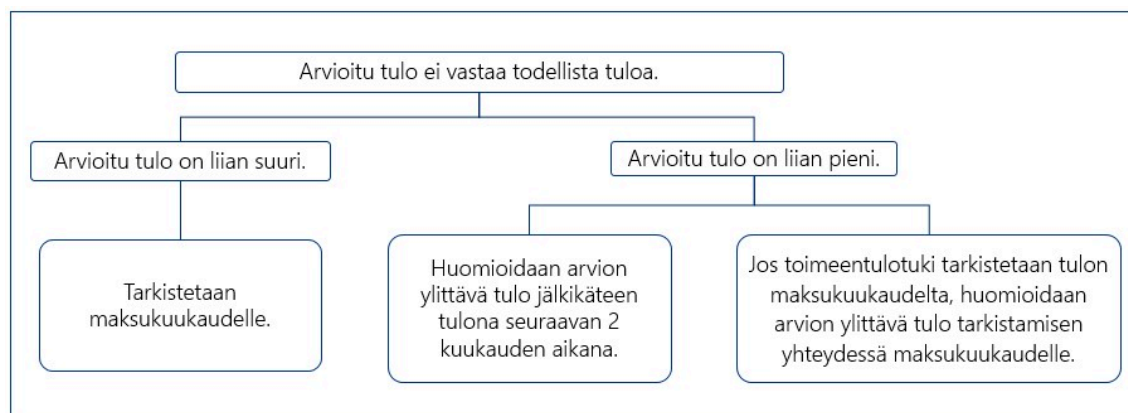 Arvioitu tulo ei vastaa todellista tuloa.
Arvioitu tulo on liian suuri.
Arvioitu tulo on liian pieni.
Tarkistetaan
maksukuukaudelle.
Huomioidaan arvion
ylittävä tulo jälkikäteen
tulona seuraavan 2
kuukauden aikana.
Jos toimeentulotuki tarkistetaan tulon
maksukuukaudelta, huomioidaan
arvion ylittävä tulo tarkistamisen
yhteydessä maksukuukaudelle.